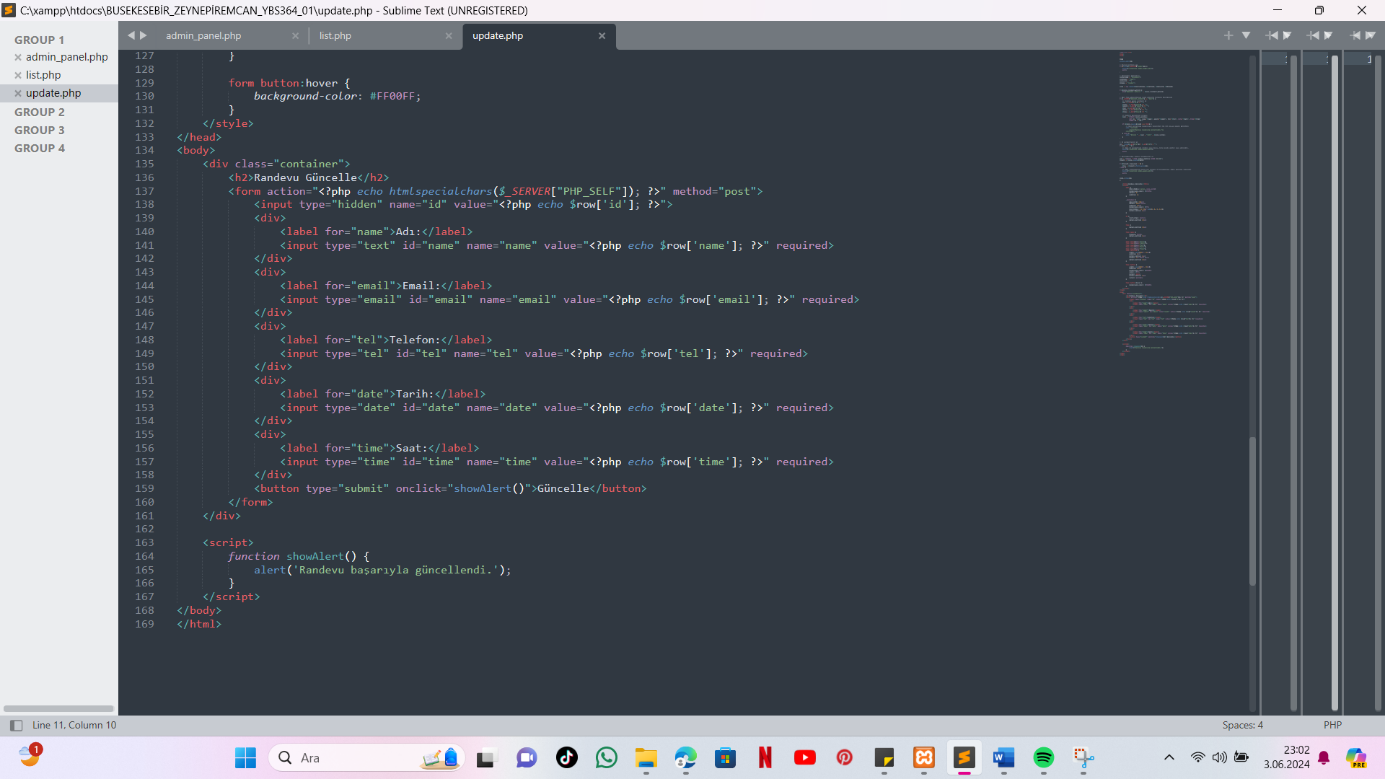 C:\xampp\htdocs\BUSEKESEBİR_ZEYNEPİREMCAN_YBS364_01\update.php - Sublime Text (UNREGISTERED)
GROUP 1
admin_panel.php
list.php
update.php
GROUP 2
GROUP 3
GROUP 4
admin_panel.php list.php update.php
127 }
128
129 form button:hover {
130 background-color: #FF00FF;
131 }
132 </style>
133 </head>
134 <body>
135 <div class="container">
136 <h2>Randevu Güncelle</h2>
137 <form action="<?php echo htmlspecialchars($_SERVER["PHP_SELF"]); ?>" method="post">
138 <input type="hidden" name="id" value="<?php echo $row['id']; ?>">
139 <div>
140 <label for="name">Adı:</label>
141 <input type="text" id="name" name="name" value="<?php echo $row['name']; ?>" required>
142 </div>
143 <div>
144 <label for="email">Email:</label>
145 <input type="email" id="email" name="email" value="<?php echo $row['email']; ?>" required>
146 </div>
147 <div>
148 <label for="tel">Telefon:</label>
149 <input type="tel" id="tel" name="tel" value="<?php echo $row['tel']; ?>" required>
150 </div>
151 <div>
152 <label for="date">Tarih:</label>
153 <input type="date" id="date" name="date" value="<?php echo $row['date']; ?>" required>
154 </div>
155 <div>
156 <label for="time">Saat:</label>
157 <input type="time" id="time" name="time" value="<?php echo $row['time']; ?>" required>
158 </div>
159 <button type="submit" onclick="showAlert()">Güncelle</button>
160 </form>
161 </div>
162
163 <script>
164 function showAlert() {
165 alert('Randevu başarıyla güncellendi.');
166 }
167 </script>
168 </body>
169 </html>
Line 11, Column 10
Spaces: 4 PHP
1
Ara
23:02
3.06.2024
PRE